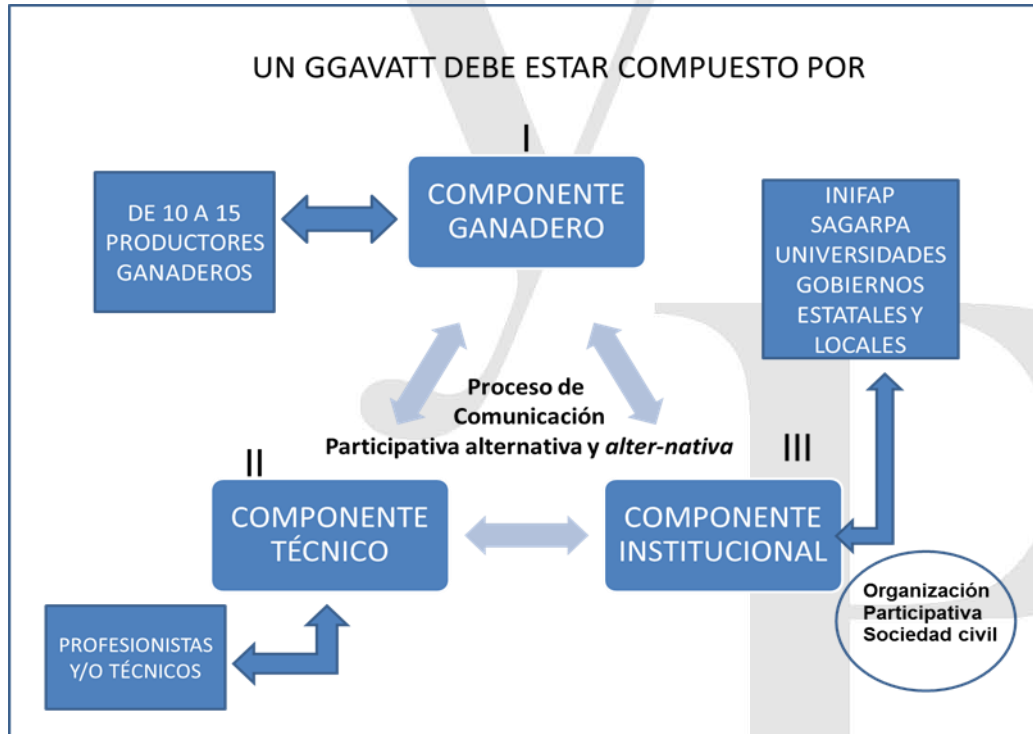 UN GGAVATT DEBE ESTAR COMPUESTO POR
I
COMPONENTE
GANADERO
DE 10 A 15
PRODUCTORES
GANADEROS
INIFAP
SAGARPA
UNIVERSIDADES
GOBIERNOS
ESTATALES Y
LOCALES
Proceso de
Comunicación
Participativa alternativa y alter-nativa
II
COMPONENTE
TÉCNICO
III
COMPONENTE
INSTITUCIONAL
PROFESIONISTAS
Y/O TÉCNICOS
Organización
Participativa
Sociedad civil